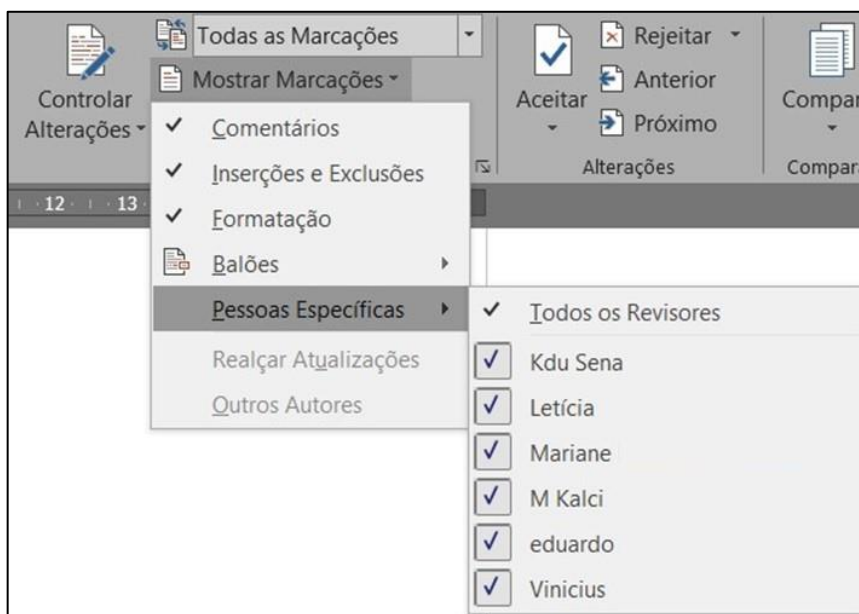 Controlar
Alterações
Todas as Marcações
Mostrar Marcações
Comentários
Inserções e Exclusões
Formatação
Balões
Pessoas Específicas
Realçar Atualizações
Outros Autores
Todos os Revisores
Kdu Sena
Letícia
Mariane
M Kalci
eduardo
Vinicius
Aceitar
Rejeitar
Anterior
Próximo
Alterações
Compar
Compar
12 13